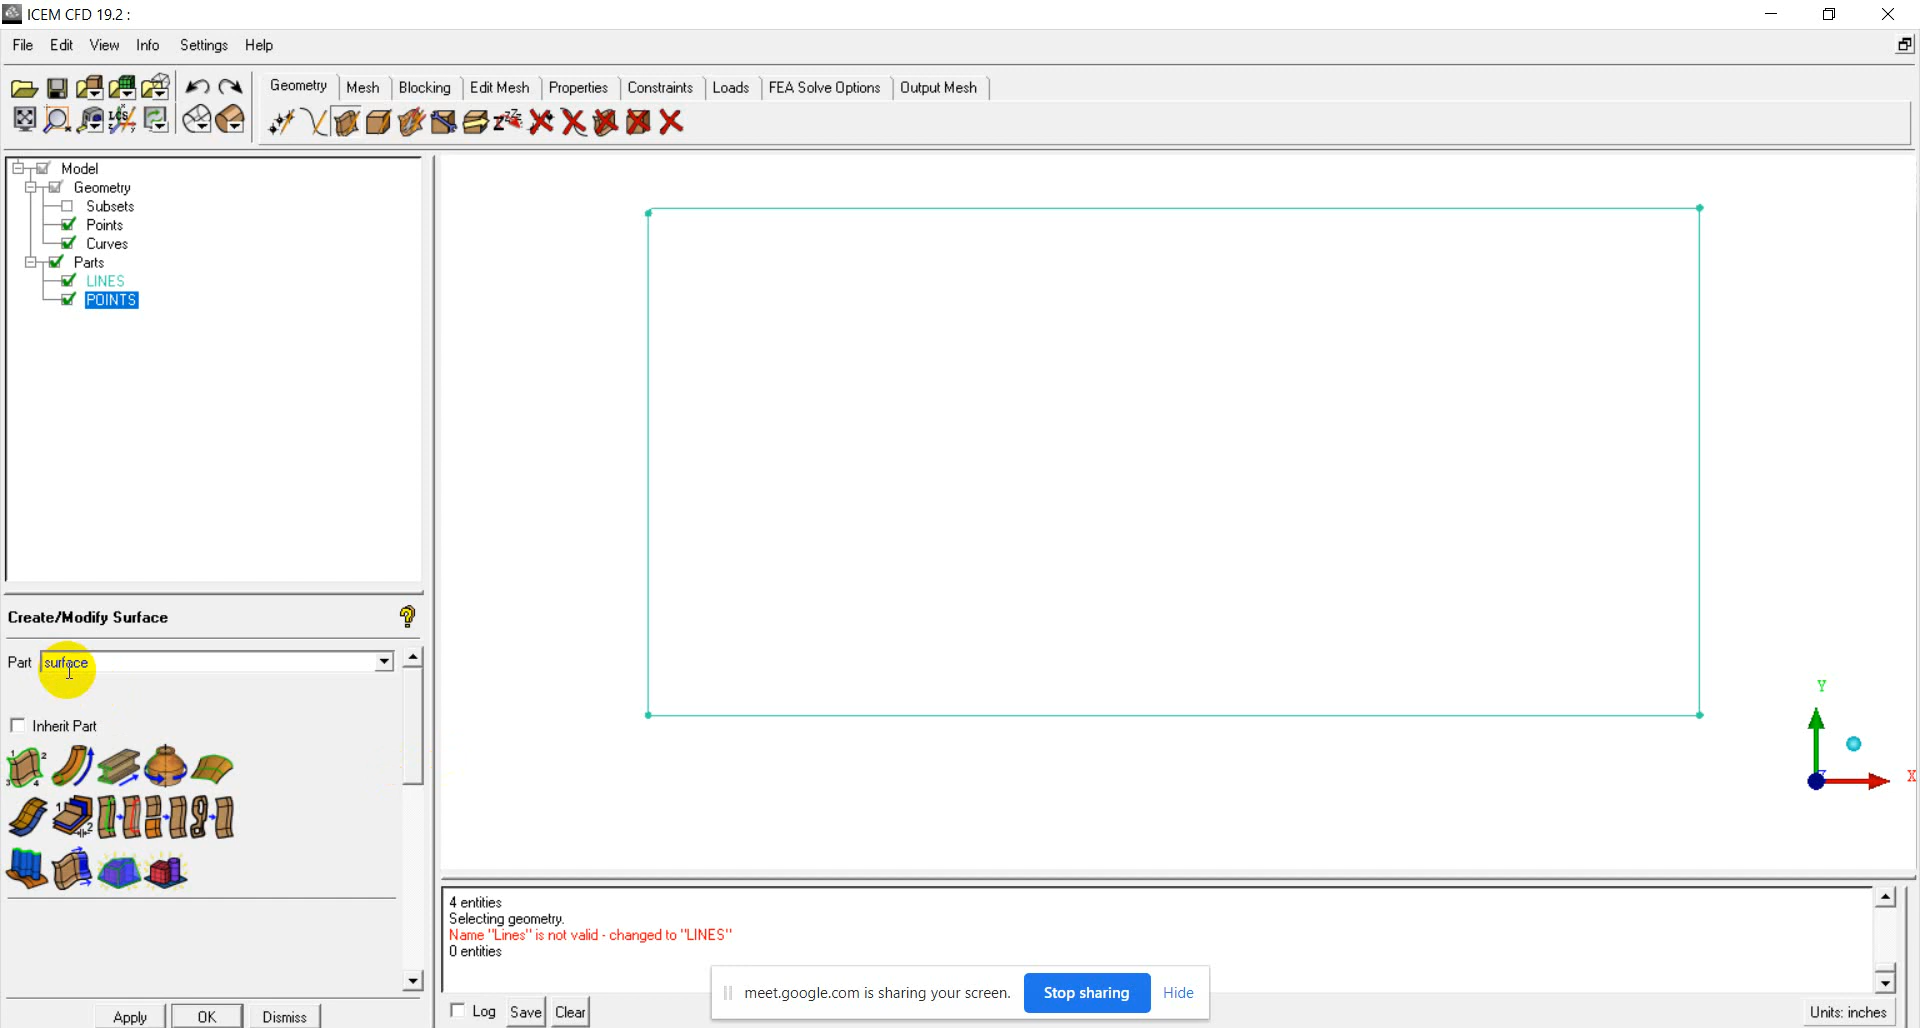 ICEM CFD 19.2 :
File Edit View Info Settings Help
Geometry Mesh Blocking Edit Mesh Properties Constraints Loads FEA Solve Options Output Mesh
Model
Geometry
Subsets
Points
Curves
Parts
LINES
POINTS
Create/Modify Surface
Part surface
Inherit Part
Apply OK Dismiss
Y
X
4 entities
Selecting geometry.
Name "Lines" is not valid - changed to "LINES"
0 entities
Log Save Clear
meet.google.com is sharing your screen. Stop sharing Hide
Units: inches